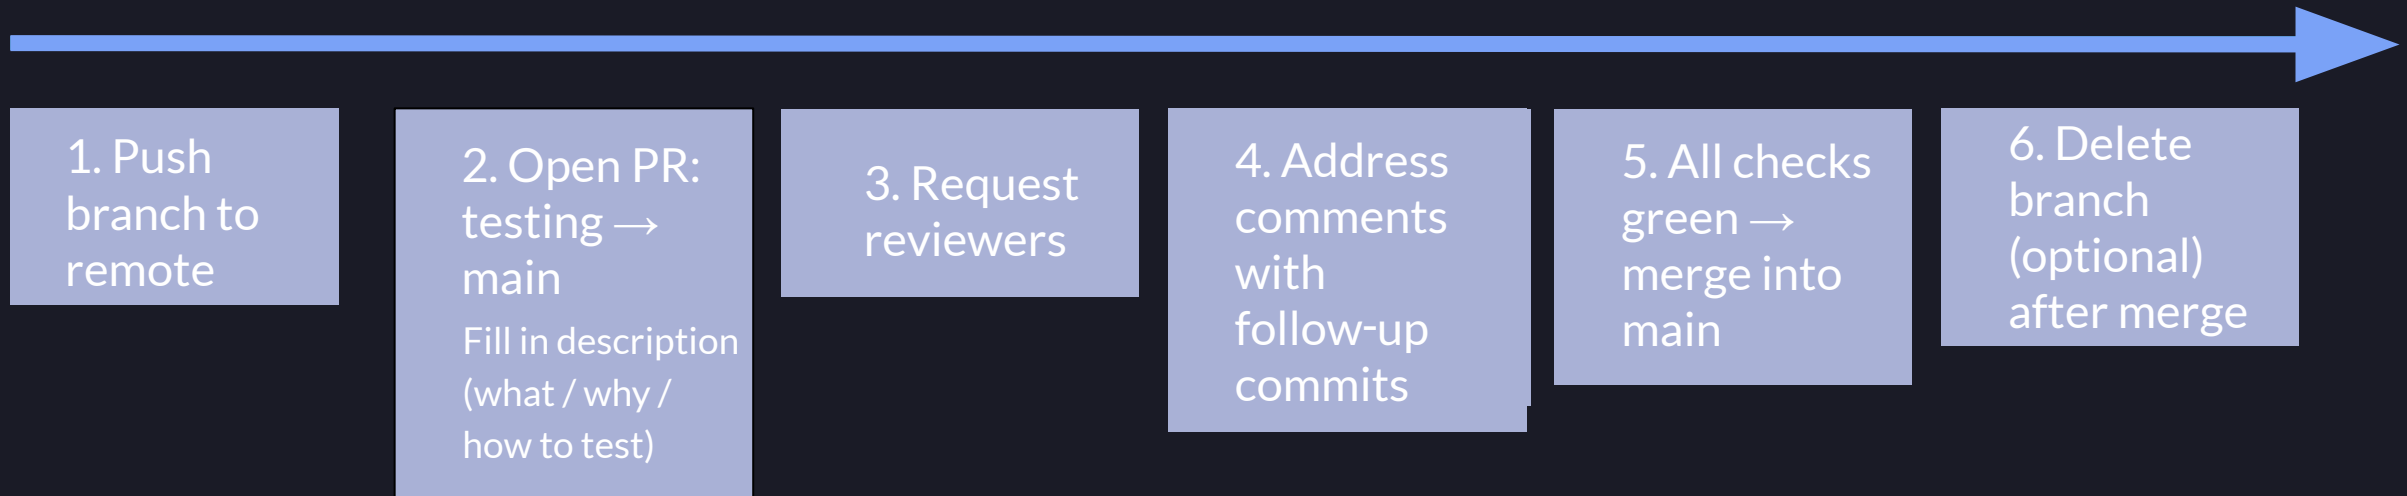 1. Push
branch to
remote
2. Open PR:
testing →
main
Fill in description
(what / why /
how to test)
3. Request
reviewers
4. Address
comments
with
follow-up
commits
5. All checks
green →
merge into
main
6. Delete
branch
(optional)
after merge